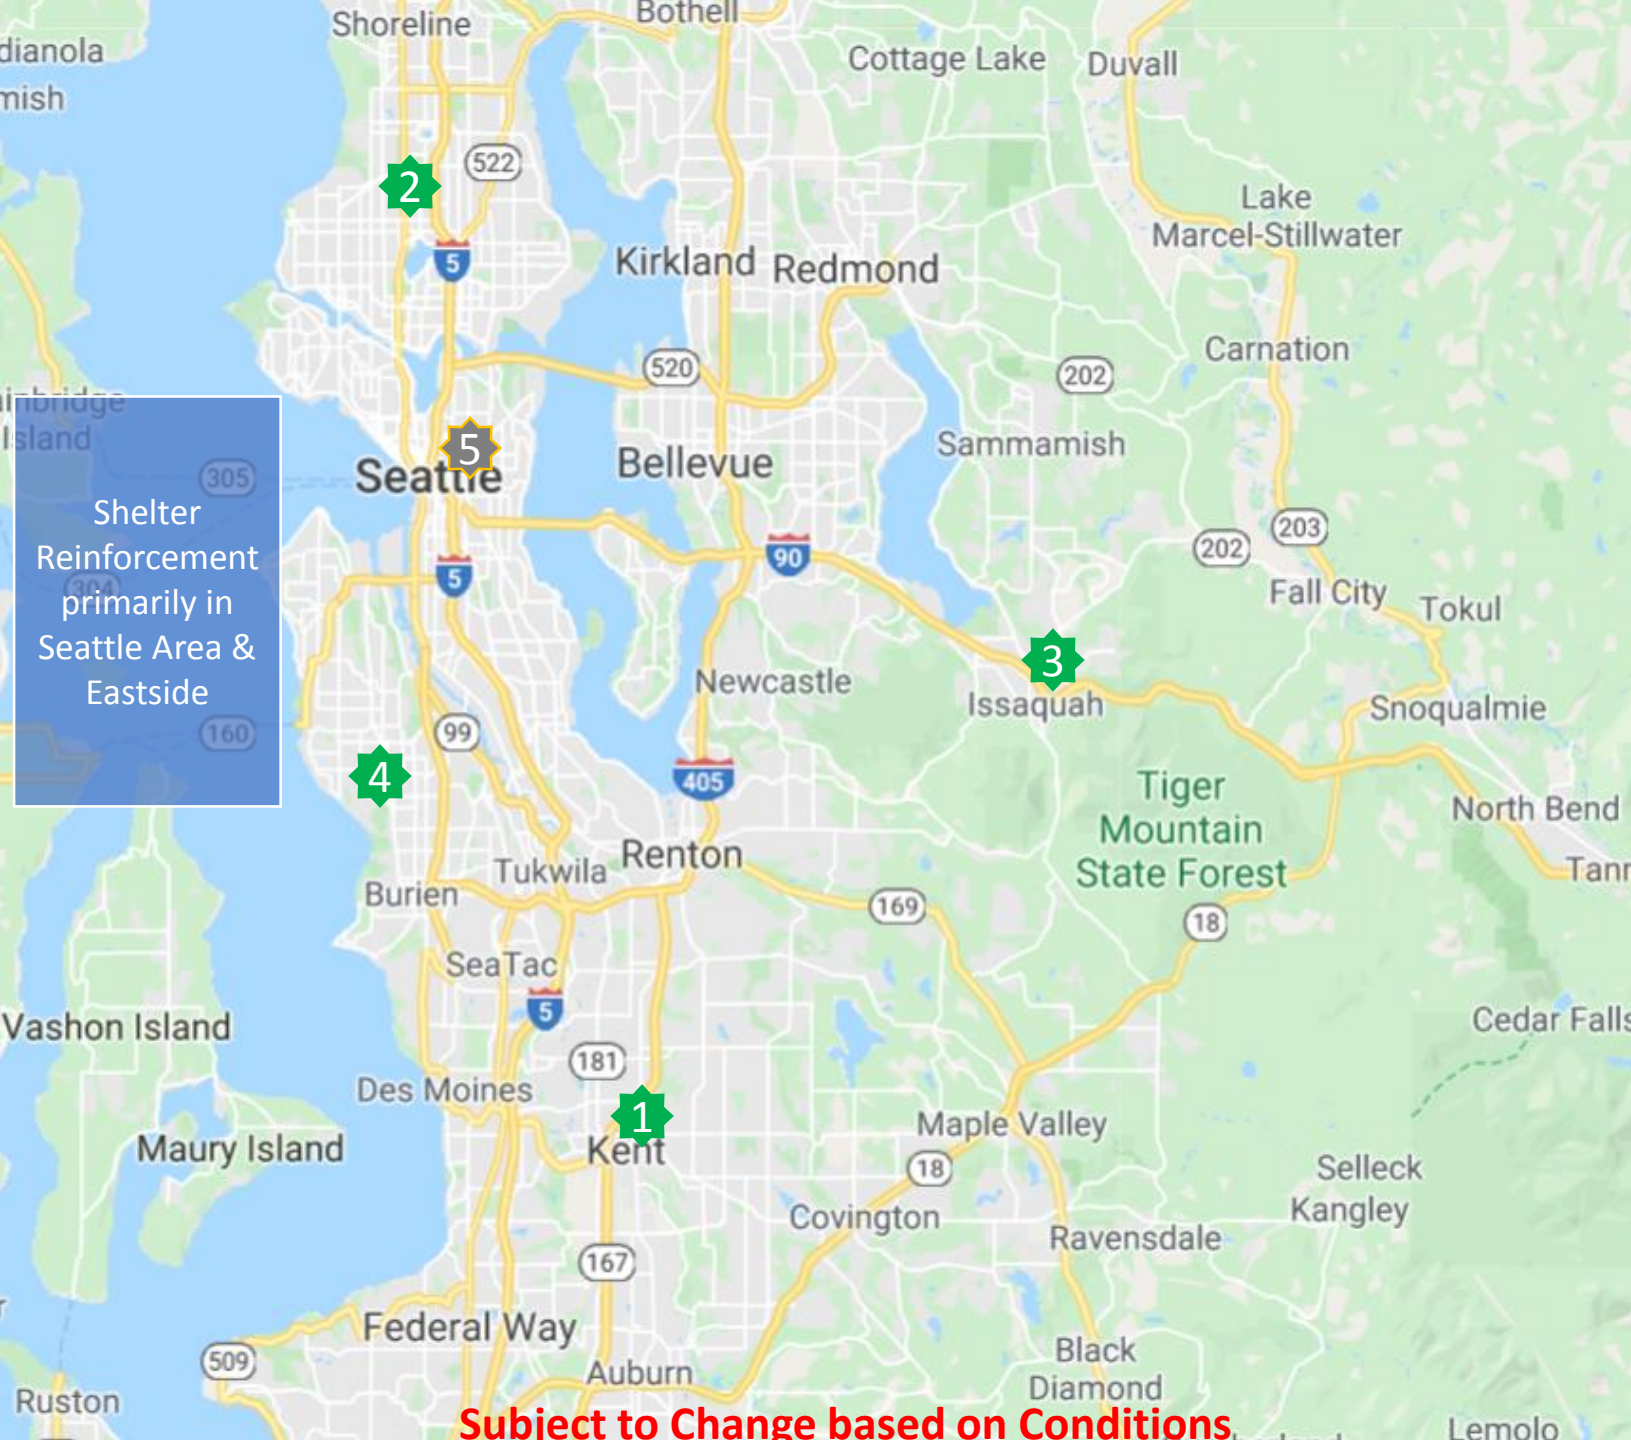 Shoreline
Bothell
dianola
mish
Cottage Lake
Duvall
522
2
Lake
Marcel-Stillwater
5
Kirkland
Redmond
Carnation
520
202
inbridge
Island
Sammamish
5
Seattle
Bellevue
305
203
202
90
5
Shelter
Reinforcement
primarily in
Seattle Area &
Eastside
304
Fall City
Tokul
3
Newcastle
Issaquah
Snoqualmie
160
99
4
405
Tiger
Mountain
State Forest
North Bend
Renton
Tukwila
Tanr
Burien
169
18
SeaTac
5
Vashon Island
Cedar Falls
181
Des Moines
1
Kent
Maple Valley
Maury Island
18
Selleck
Kangley
Covington
Ravensdale
167
Federal Way
509
Black
Diamond
Auburn
Ruston
Subject to Change based on Conditions
Lemolo